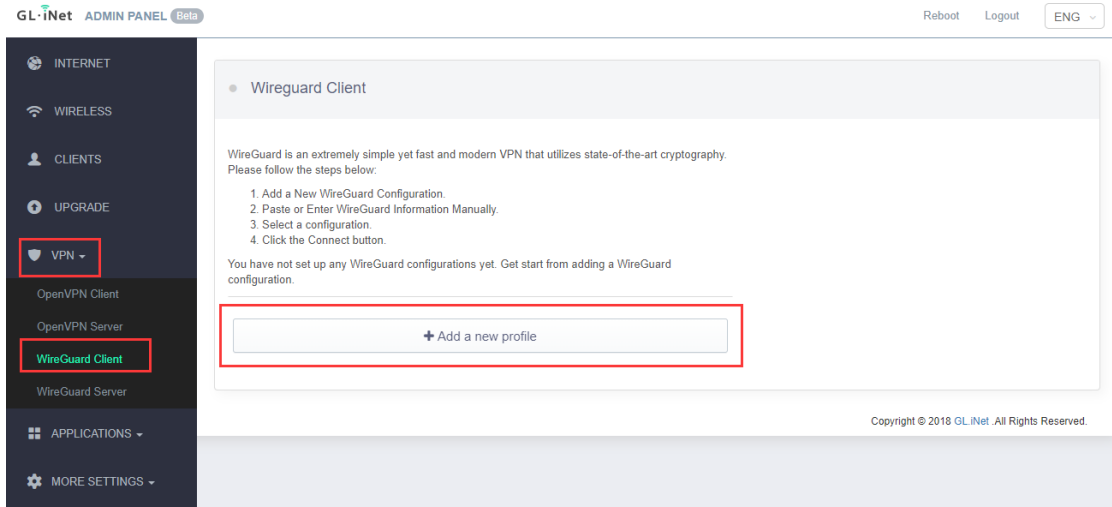 GL·iNet ADMIN PANEL Beta
Reboot Logout ENG
INTERNET
WIRELESS
CLIENTS
UPGRADE
VPN
OpenVPN Client
OpenVPN Server
WireGuard Client
WireGuard Server
APPLICATIONS
MORE SETTINGS
Wireguard Client
WireGuard is an extremely simple yet fast and modern VPN that utilizes state-of-the-art cryptography.
Please follow the steps below:
1. Add a New WireGuard Configuration.
2. Paste or Enter WireGuard Information Manually.
3. Select a configuration.
4. Click the Connect button.
You have not set up any WireGuard configurations yet. Get start from adding a WireGuard
configuration.
+ Add a new profile
Copyright © 2018 GL.iNet .All Rights Reserved.